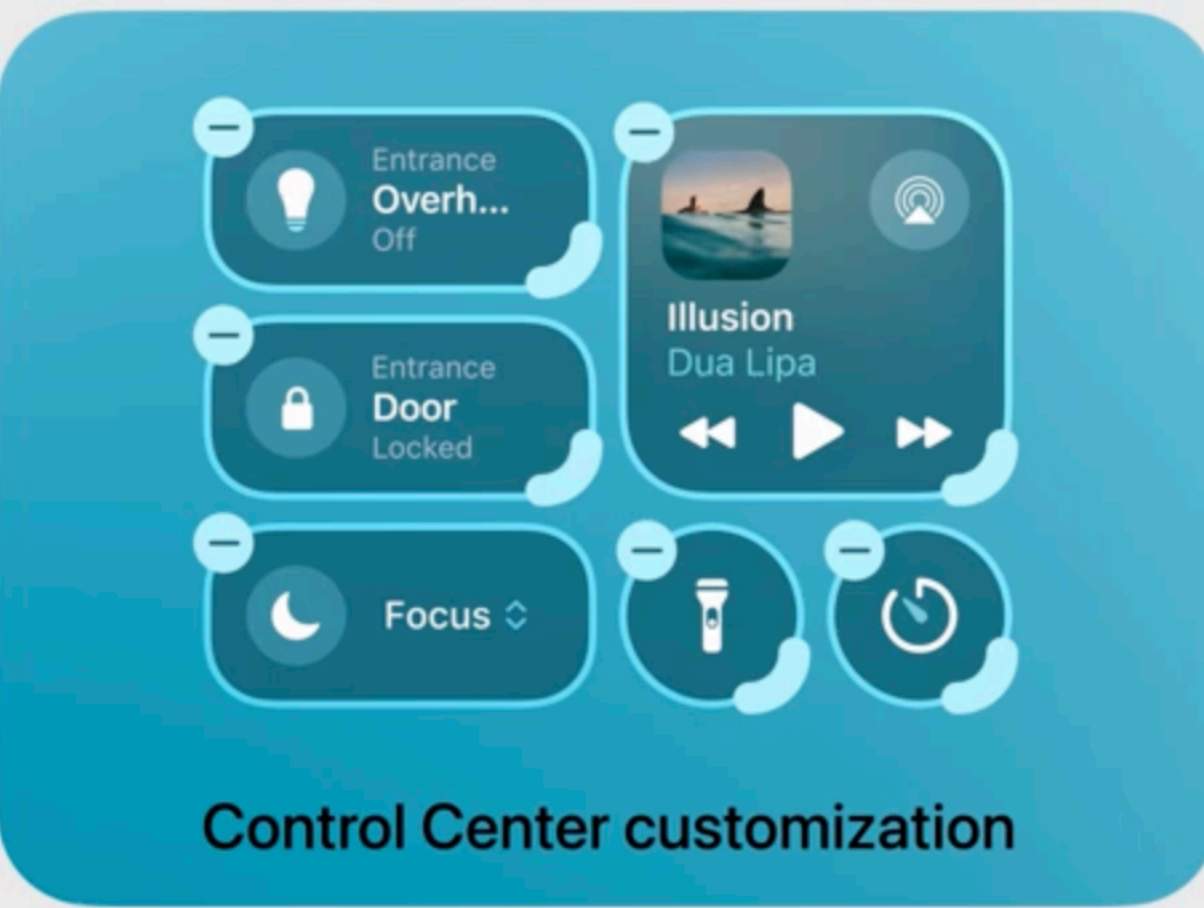 Entrance
Overh...
Off
Entrance
Door
Locked
Illusion
Dua Lipa
Focus
Control Center customization